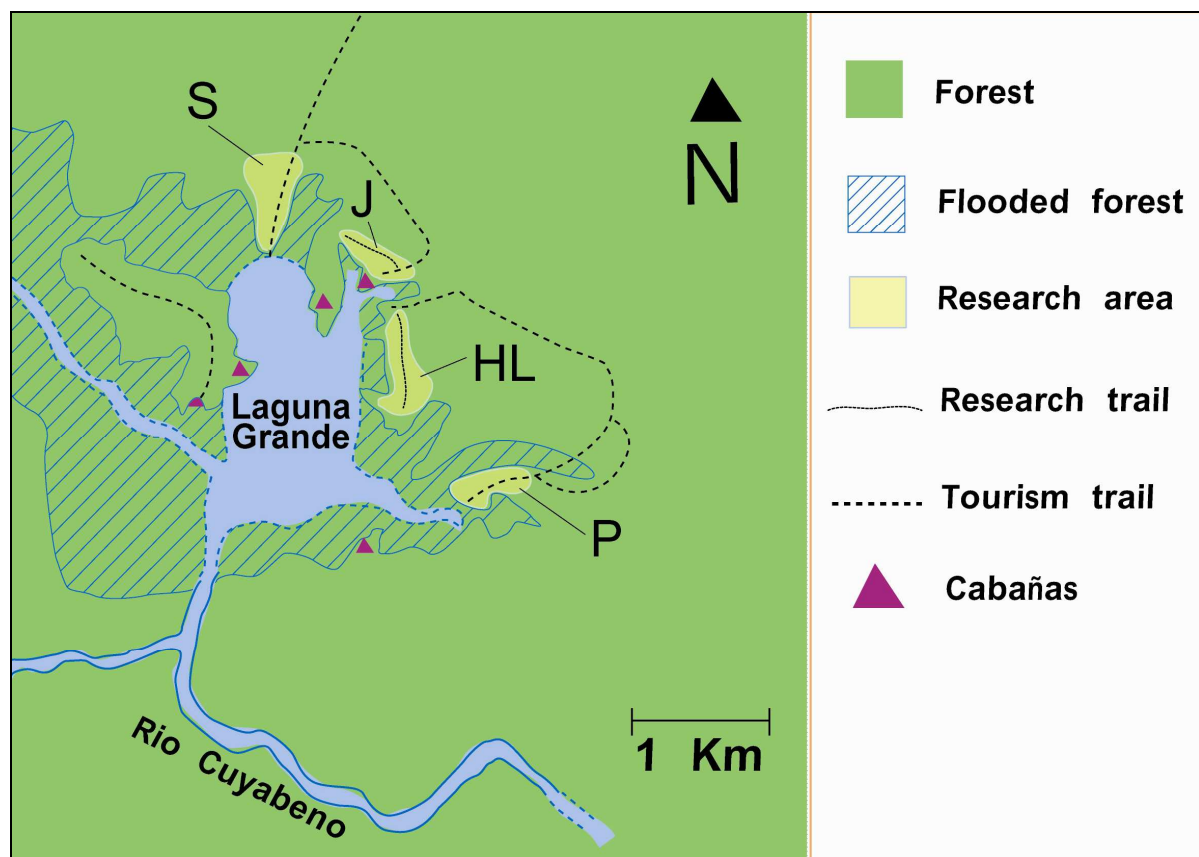 S
J
N
HL
Laguna
Grande
P
Rio Cuyabeno
1 Km
Forest
Flooded forest
Research area
Research trail
Tourism trail
Cabañas